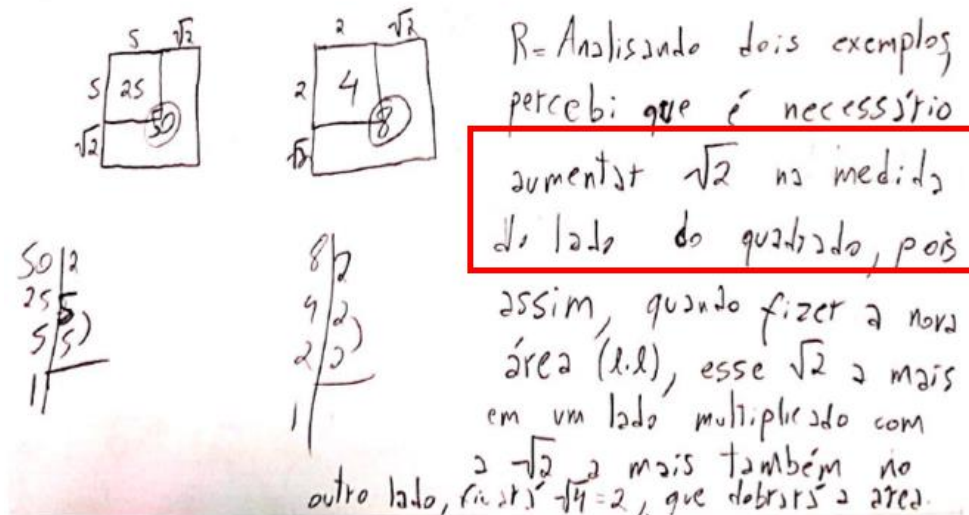 5 √2
5 25
50
√2
2 √2
2 4
8
√2
50 | 2
25 | 5
5 | 5
1
8 | 2
4 | 2
2 | 2
1
R= Analisando dois exemplos
percebi que é necessário
aumentar √2 na medida
do lado do quadrado, pois
assim, quando fizer a nova
área (l.l), esse √2 a mais
em um lado multiplicado com
a √2 a mais também no
outro lado, ficará √4 = 2, que dobrará a área.